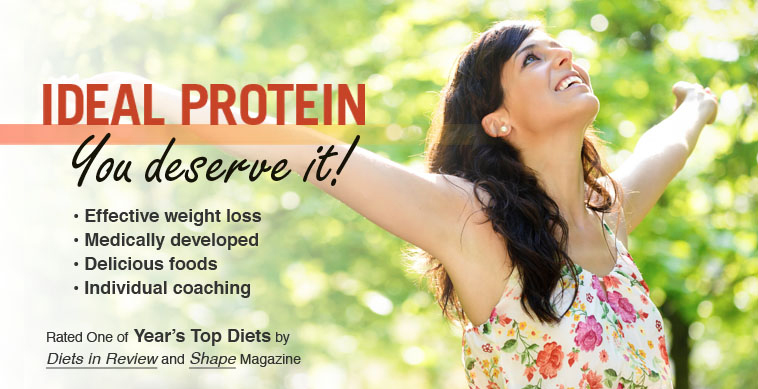 IDEAL PROTEIN
You deserve it!
• Effective weight loss
• Medically developed
• Delicious foods
• Individual coaching
Rated One of Year's Top Diets by
Diets in Review and Shape Magazine